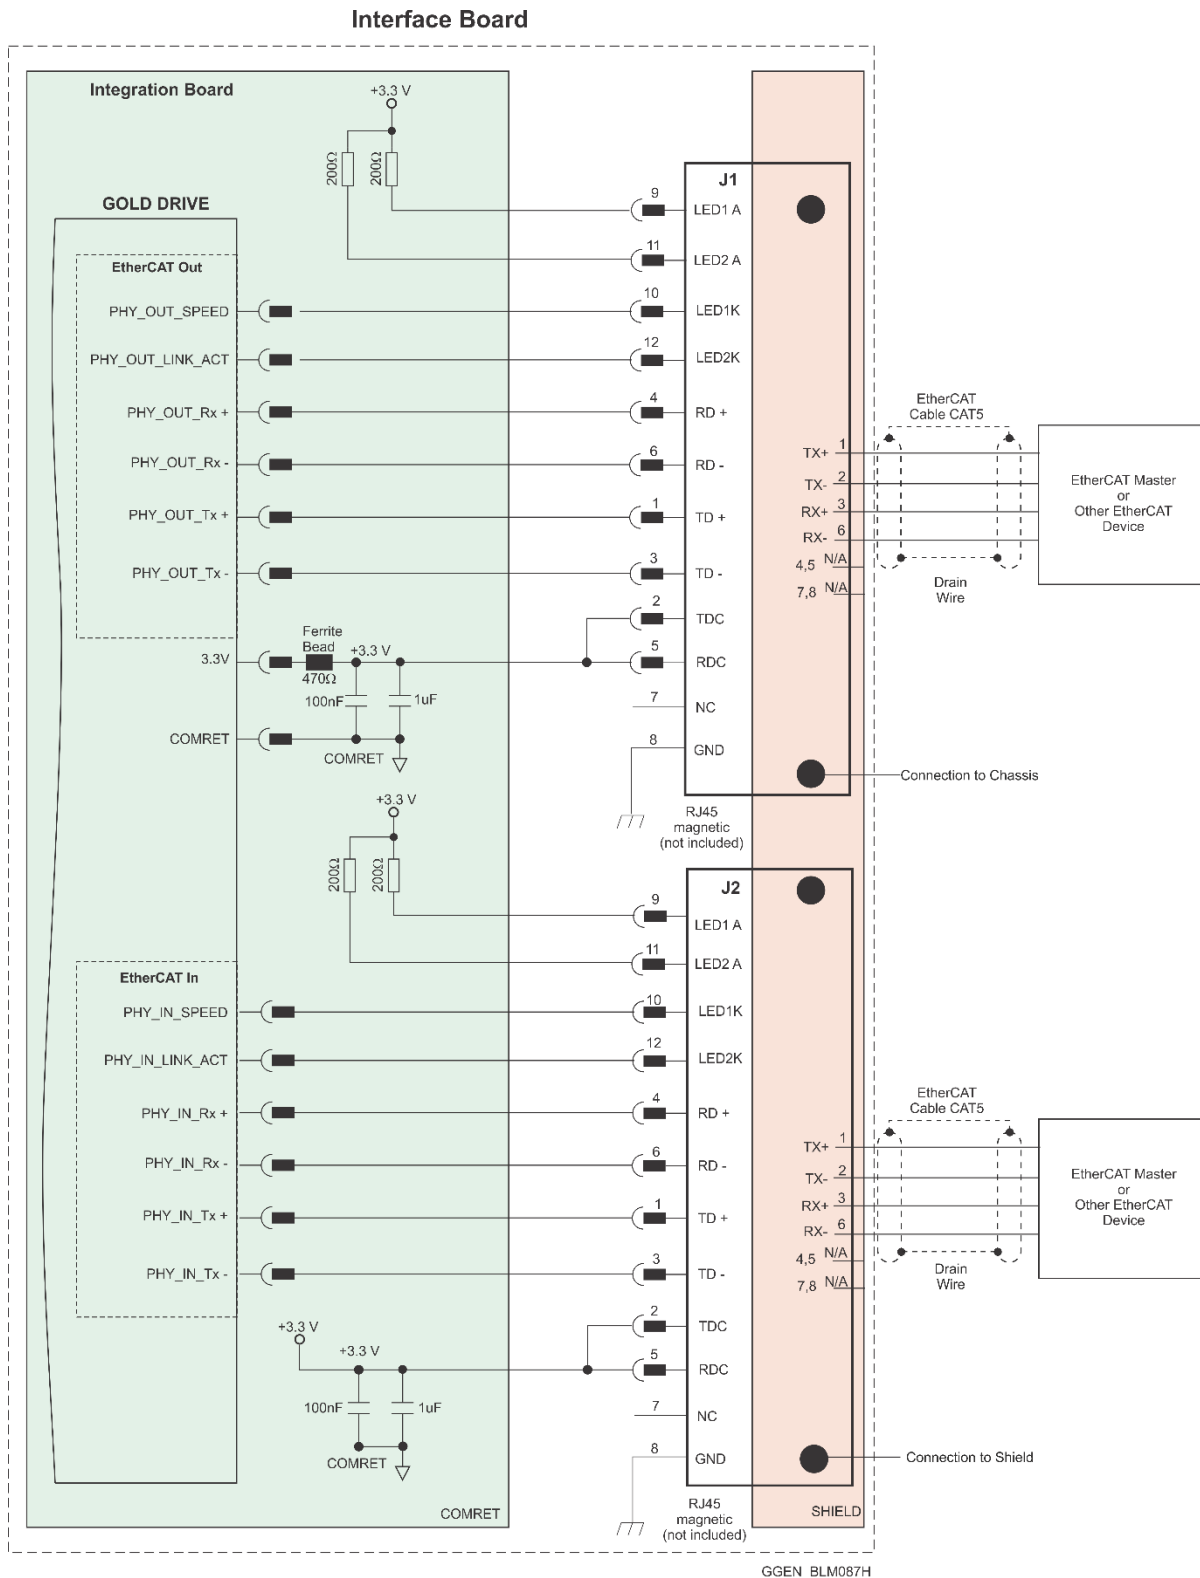 Interface Board
Integration Board
+3.3 V
200Ω
200Ω
J1
9
LED1 A
GOLD DRIVE
11
LED2 A
EtherCAT Out
PHY_OUT_SPEED
10
LED1K
PHY_OUT_LINK_ACT
12
LED2K
PHY_OUT_Rx +
4
RD +
EtherCAT
Cable CAT5
PHY_OUT_Rx -
6
RD -
TX+ 1
TX- 2
RX+ 3
RX- 6
4,5 N/A
7,8 N/A
EtherCAT Master
or
Other EtherCAT
Device
Drain
Wire
PHY_OUT_Tx +
1
TD +
PHY_OUT_Tx -
3
TD -
2
TDC
Ferrite
Bead
470Ω
3.3V
+3.3 V
5
RDC
100nF
1uF
7
NC
COMRET
COMRET
8
GND
Connection to Chassis
RJ45
magnetic
(not included)
+3.3 V
200Ω
200Ω
J2
9
LED1 A
11
LED2 A
EtherCAT In
PHY_IN_SPEED
10
LED1K
PHY_IN_LINK_ACT
12
LED2K
PHY_IN_Rx +
4
RD +
EtherCAT
Cable CAT5
PHY_IN_Rx -
6
RD -
TX+ 1
TX- 2
RX+ 3
RX- 6
4,5 N/A
7,8 N/A
EtherCAT Master
or
Other EtherCAT
Device
Drain
Wire
PHY_IN_Tx +
1
TD +
PHY_IN_Tx -
3
TD -
2
TDC
+3.3 V
+3.3 V
5
RDC
100nF
1uF
7
NC
COMRET
8
GND
Connection to Shield
RJ45
magnetic
(not included)
COMRET
SHIELD
GGEN_BLM087H